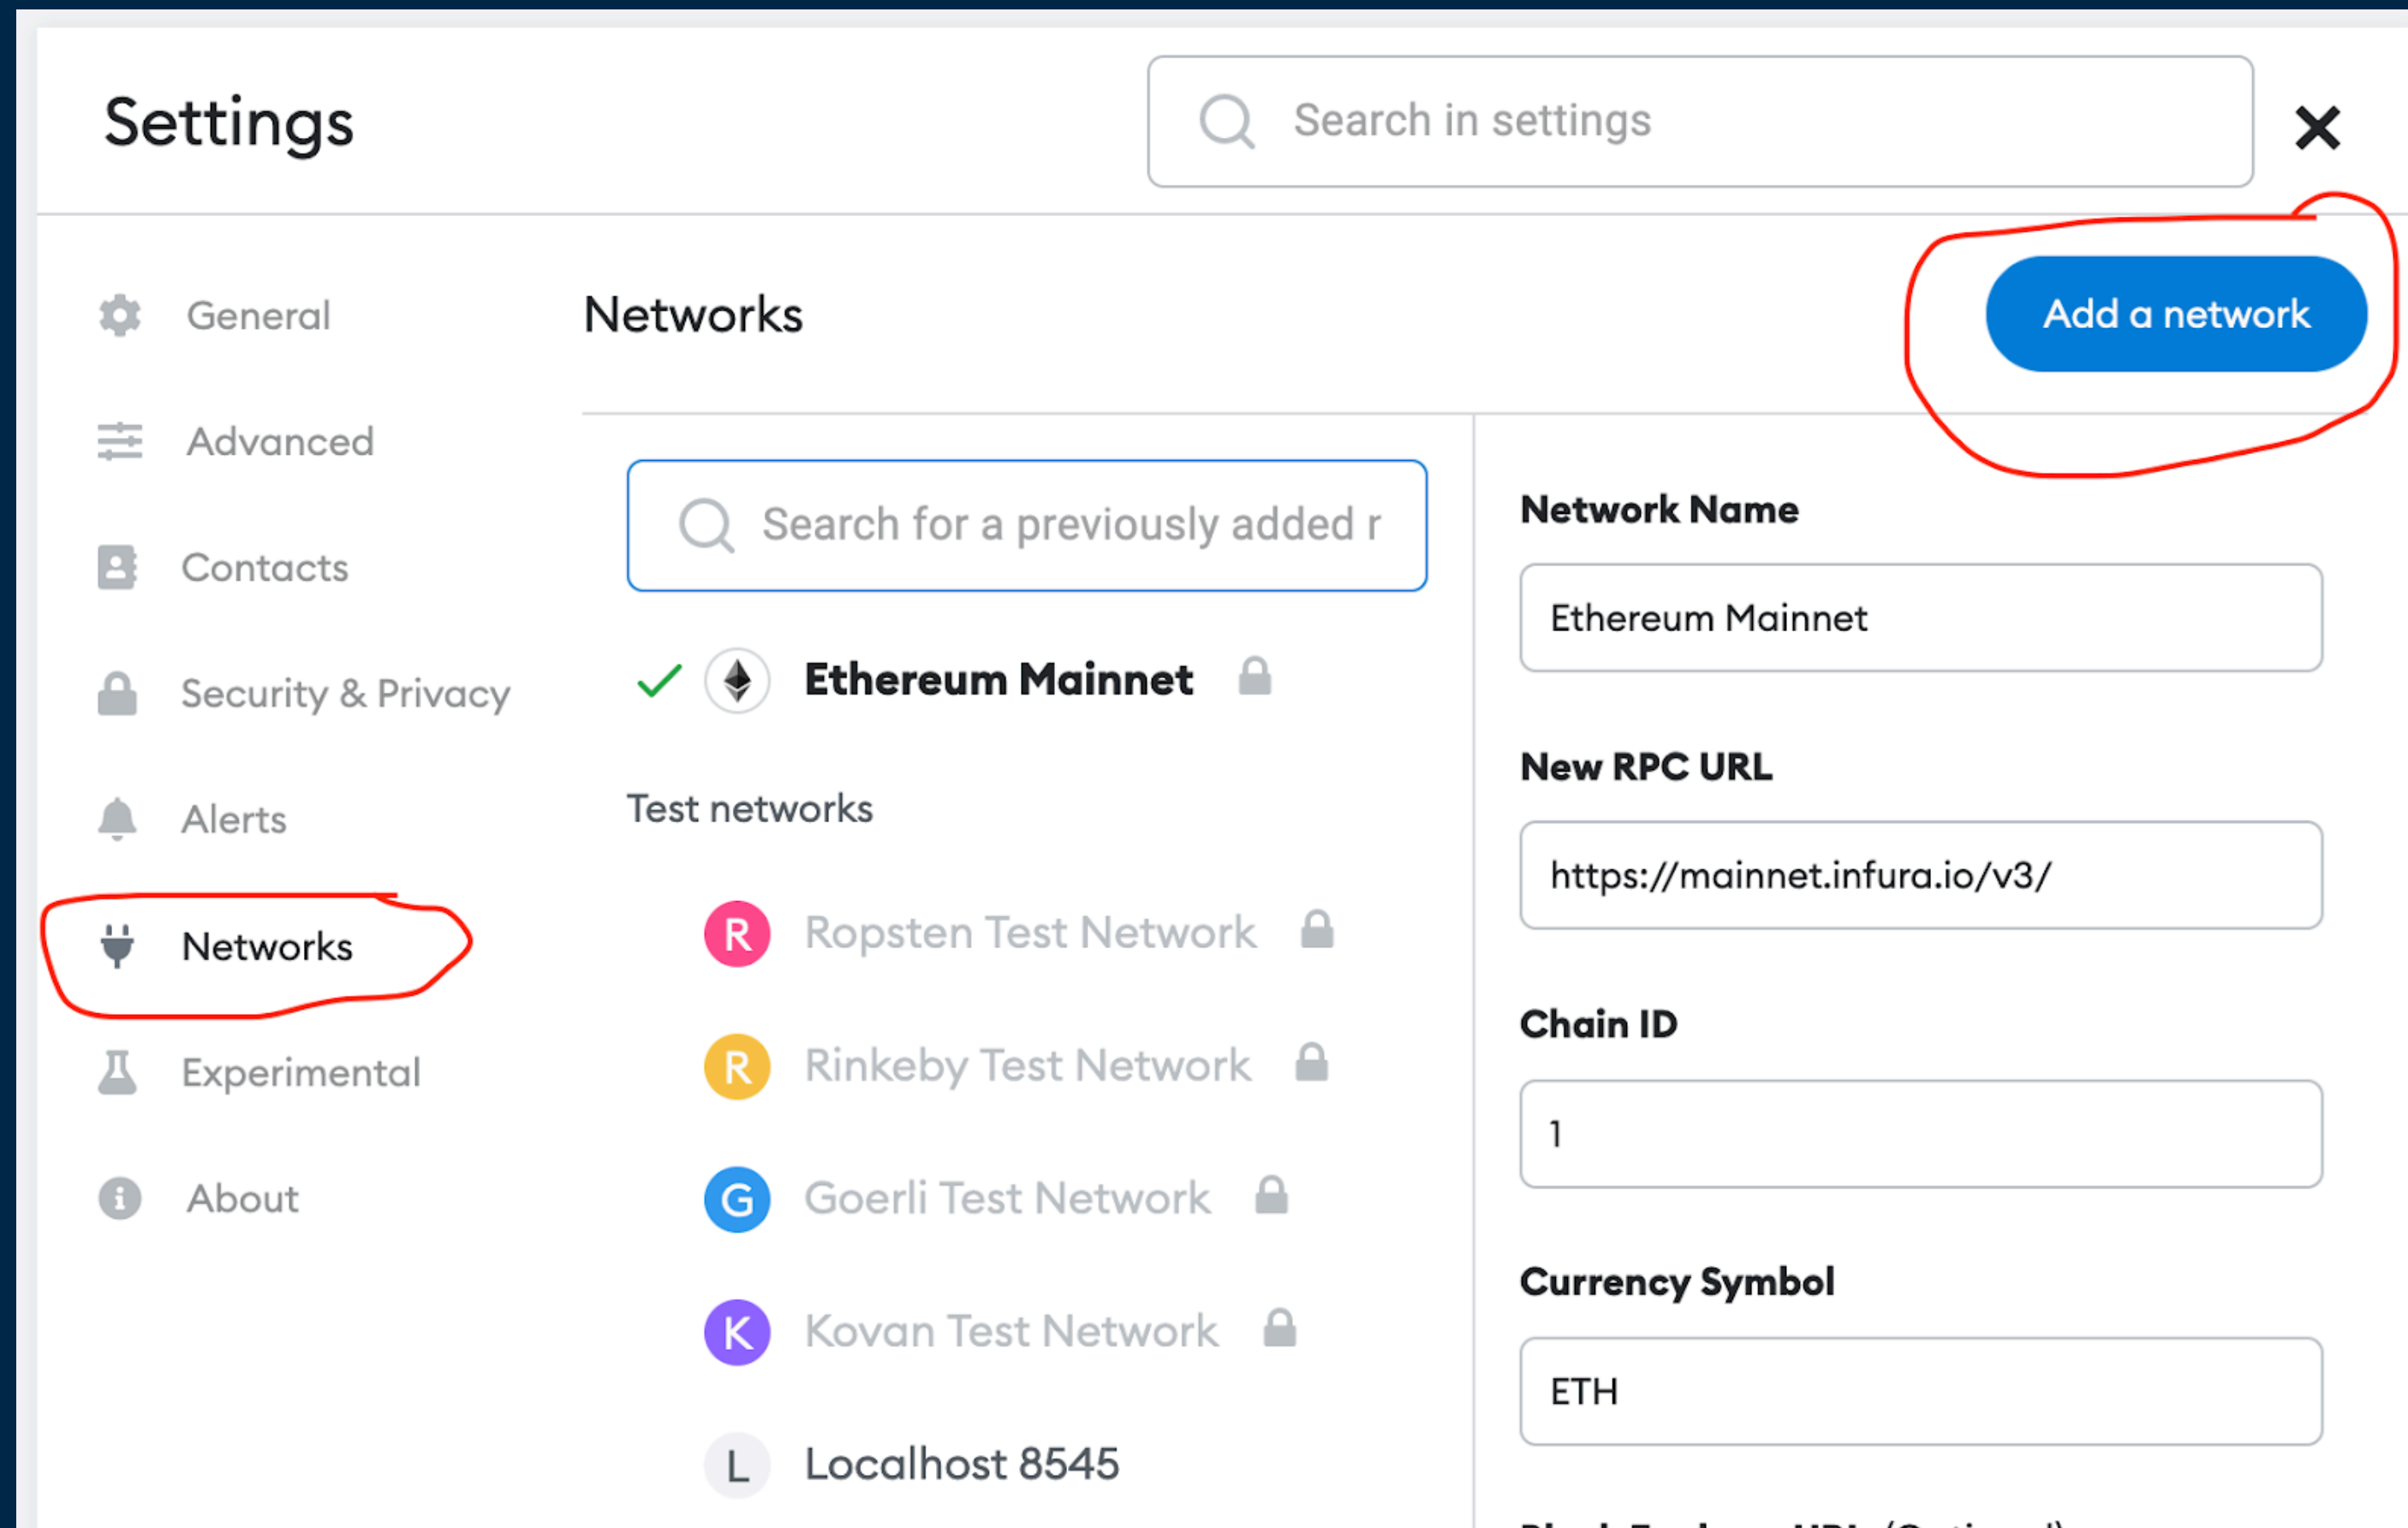 Settings
Search in settings
General
Advanced
Contacts
Security & Privacy
Alerts
Networks
Experimental
About
Networks
Add a network
Search for a previously added r
Ethereum Mainnet
Test networks
R Ropsten Test Network
R Rinkeby Test Network
G Goerli Test Network
K Kovan Test Network
L Localhost 8545
Network Name
Ethereum Mainnet
New RPC URL
https://mainnet.infura.io/v3/
Chain ID
1
Currency Symbol
ETH